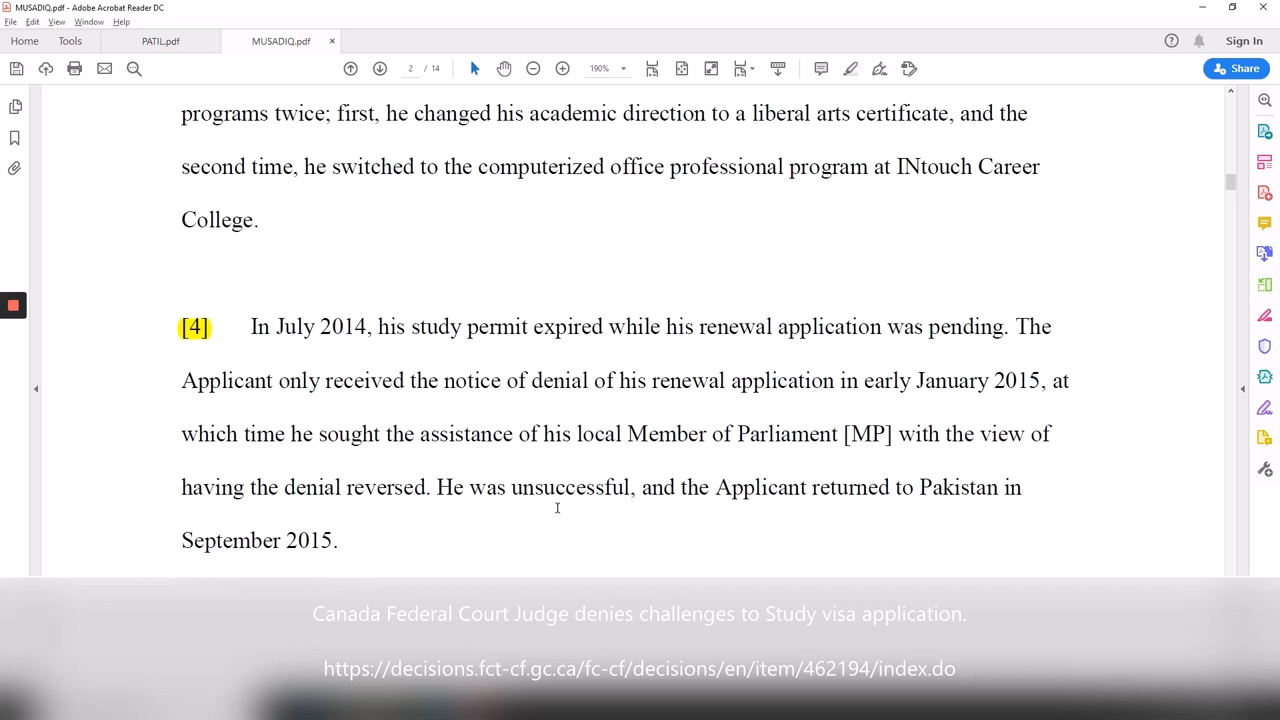 MUSADIQ.pdf - Adobe Acrobat Reader DC
File Edit View Window Help
Home Tools PATIL.pdf MUSADIQ.pdf × Sign In
2 / 14 190% Share
programs twice; first, he changed his academic direction to a liberal arts certificate, and the
second time, he switched to the computerized office professional program at INtouch Career
College.
[4] In July 2014, his study permit expired while his renewal application was pending. The
Applicant only received the notice of denial of his renewal application in early January 2015, at
which time he sought the assistance of his local Member of Parliament [MP] with the view of
having the denial reversed. He was unsuccessful, and the Applicant returned to Pakistan in
September 2015.
Canada Federal Court Judge denies challenges to Study visa application.
https://decisions.fct-cf.gc.ca/fc-cf/decisions/en/item/462194/index.do